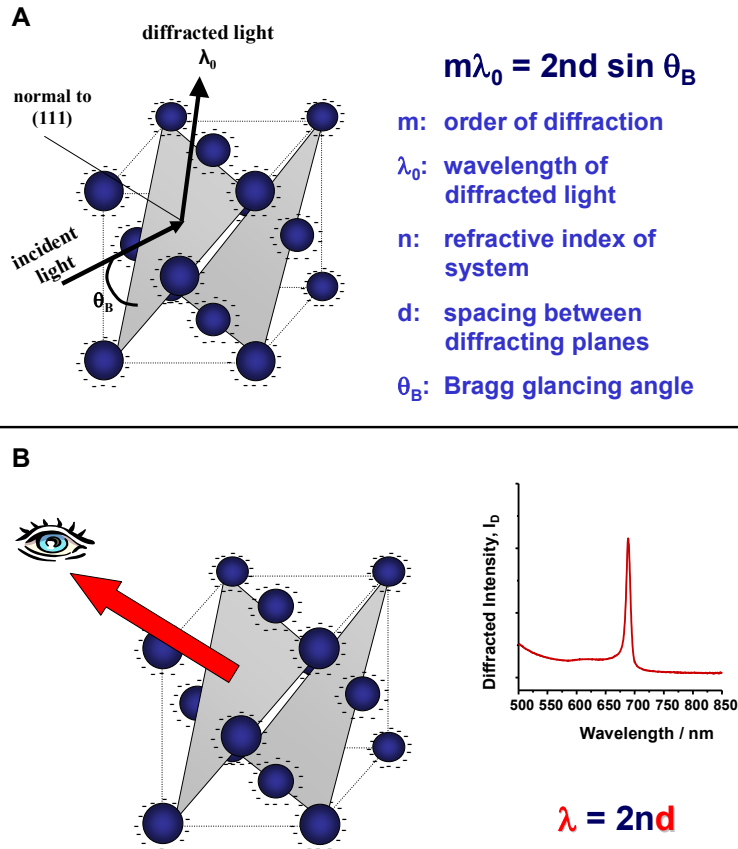 A
diffracted light
λ₀
normal to
(111)
incident
light
θB
mλ₀ = 2nd sin θB
m: order of diffraction
λ₀: wavelength of
diffracted light
n: refractive index of
system
d: spacing between
diffracting planes
θB: Bragg glancing angle
B
Diffracted Intensity, ID
500 550 600 650 700 750 800 850
Wavelength / nm
λ = 2nd